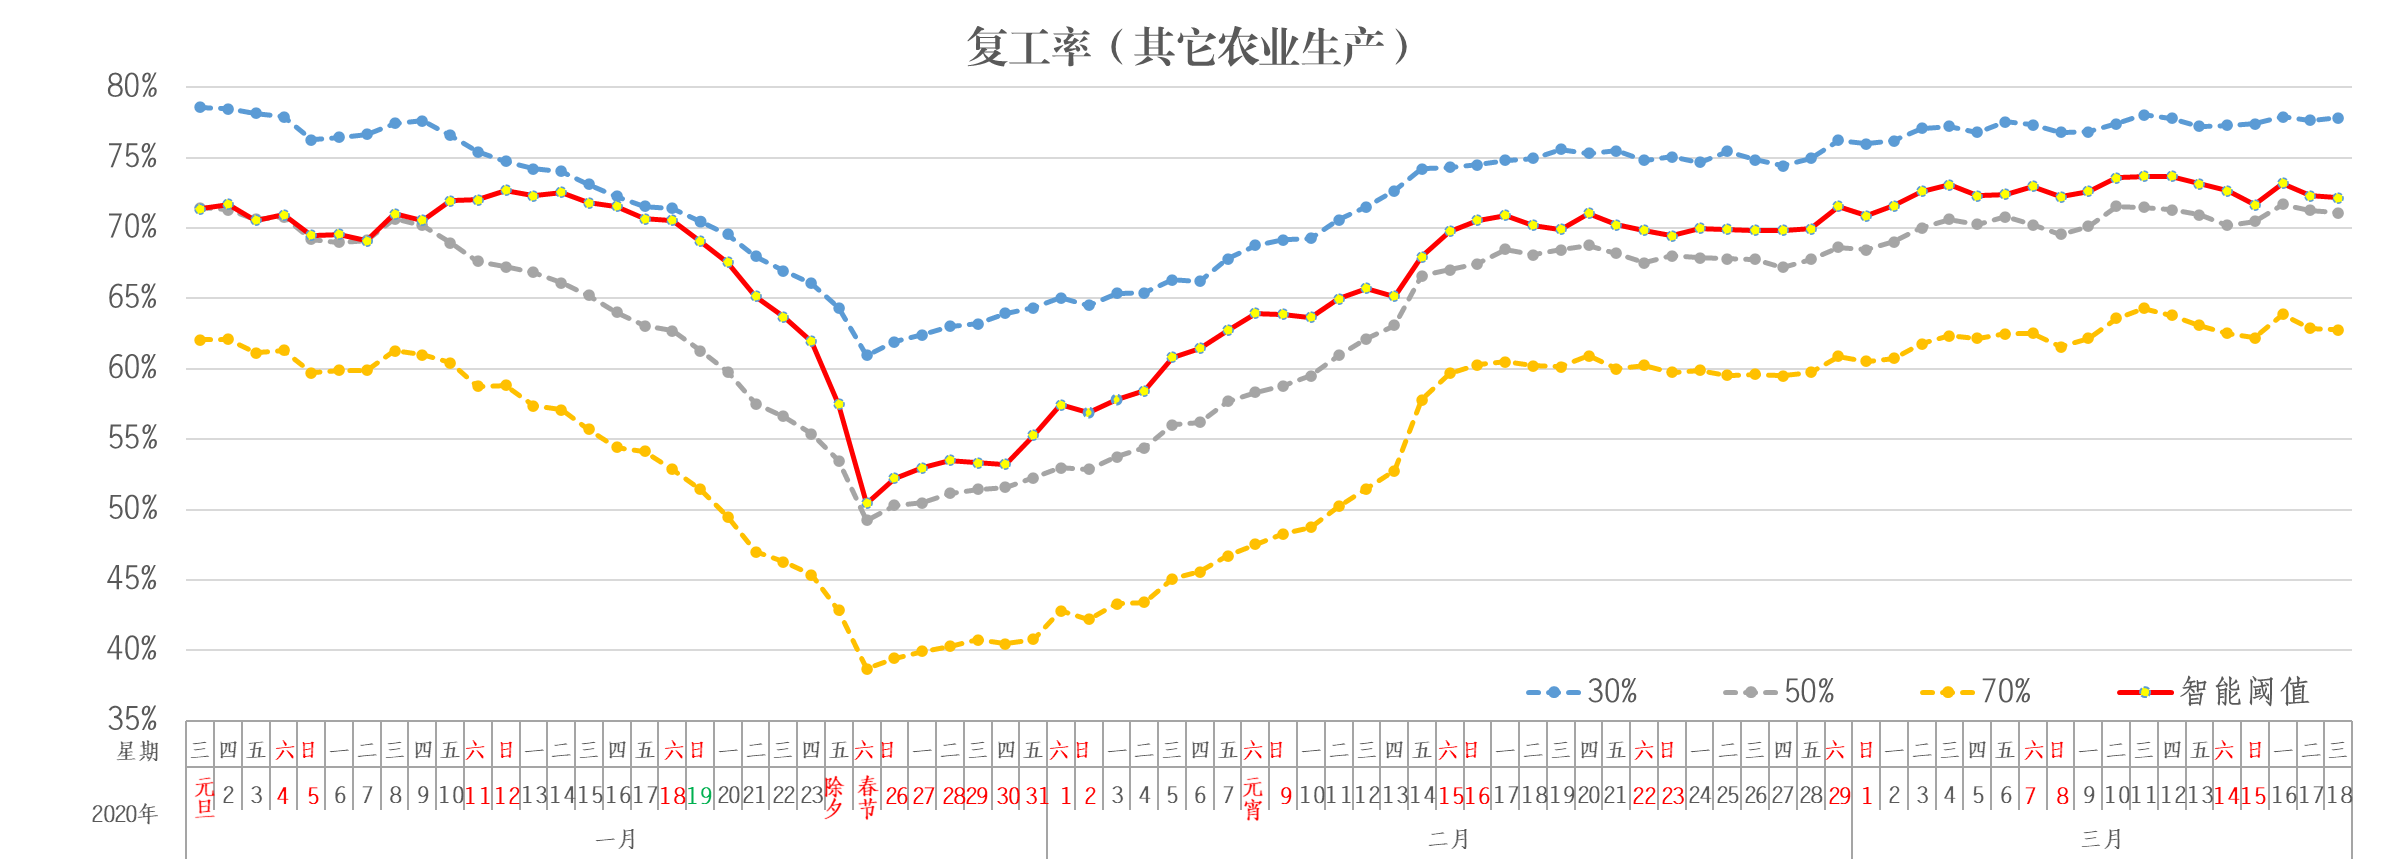 复工率（其它农业生产）
80%
75%
70%
65%
60%
55%
50%
45%
40%
35%
30% 50% 70% 智能阈值
星期 三 四 五 六 日 一 二 三 四 五 六 日 一 二 三 四 五 六 日 一 二 三 四 五 六 日 一 二 三 四 五 六 日 一 二 三 四 五 六 日 一 二 三 四 五 六 日 一 二 三 四 五 六 日 一 二 三 四 五 六 日 一 二 三 四 五 六 日 一 二 三 四 五 六 日 一 二 三
2020年 元旦 2 3 4 5 6 7 8 9 10 11 12 13 14 15 16 17 18 19 20 21 22 23 除夕 春节 26 27 28 29 30 31 1 2 3 4 5 6 7 元宵 9 10 11 12 13 14 15 16 17 18 19 20 21 22 23 24 25 26 27 28 29 1 2 3 4 5 6 7 8 9 10 11 12 13 14 15 16 17 18
一月 二月 三月